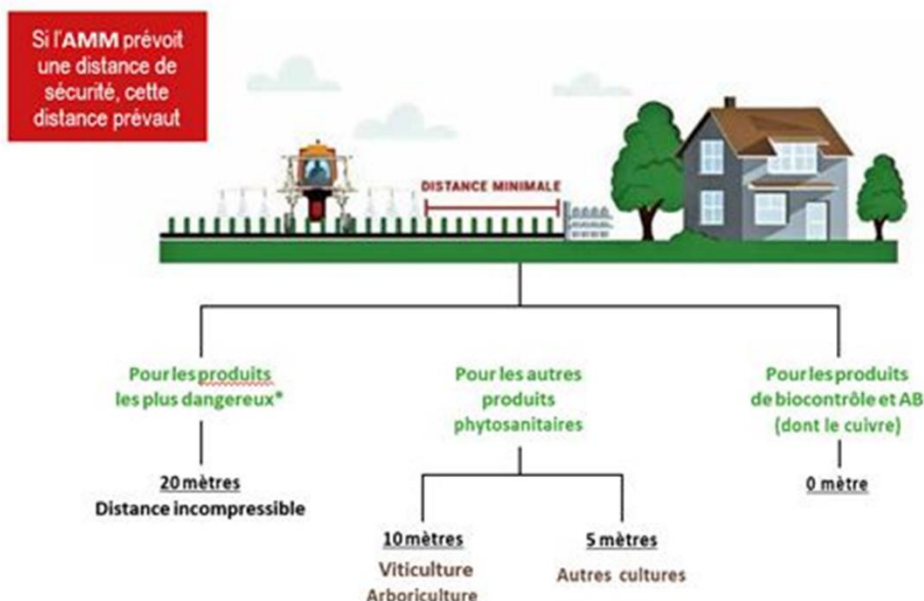 Si l'AMM prévoit
une distance de
sécurité, cette
distance prévaut
DISTANCE MINIMALE
Pour les produits
les plus dangereux*
20 mètres
Distance incompressible
Pour les autres
produits
phytosanitaires
10 mètres
Viticulture
Arboriculture
5 mètres
Autres cultures
Pour les produits
de biocontrôle et AB
(dont le cuivre)
0 mètre